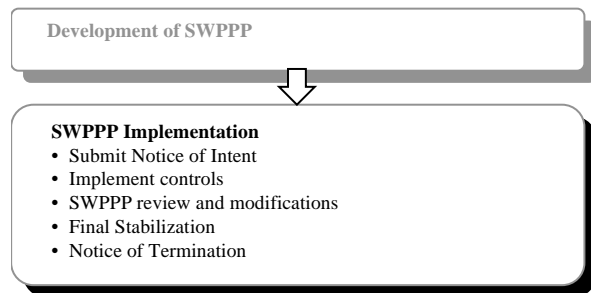 Development of SWPPP
SWPPP Implementation
• Submit Notice of Intent
• Implement controls
• SWPPP review and modifications
• Final Stabilization
• Notice of Termination